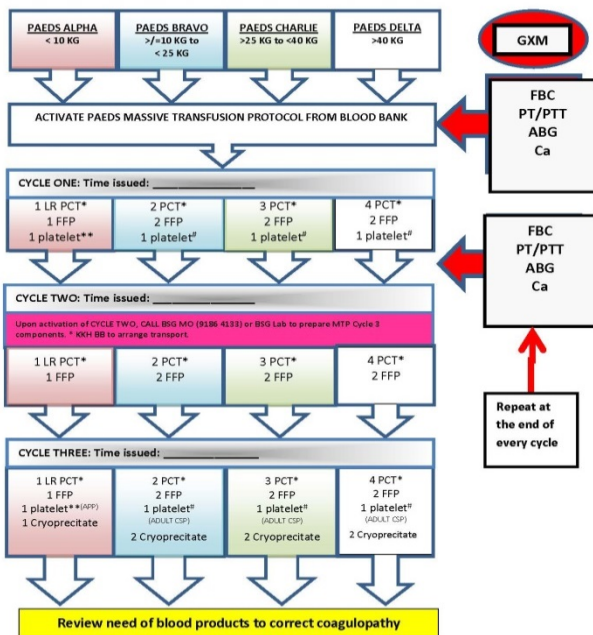 PAEDS ALPHA
< 10 KG
PAEDS BRAVO
>/=10 KG to
< 25 KG
PAEDS CHARLIE
>25 KG to <40 KG
PAEDS DELTA
>40 KG
GXM
ACTIVATE PAEDS MASSIVE TRANSFUSION PROTOCOL FROM BLOOD BANK
FBC
PT/PTT
ABG
Ca
CYCLE ONE: Time issued: _______________
1 LR PCT*
1 FFP
1 platelet**
2 PCT*
2 FFP
1 platelet#
3 PCT*
2 FFP
1 platelet#
4 PCT*
2 FFP
1 platelet#
FBC
PT/PTT
ABG
Ca
CYCLE TWO: Time issued: _______________
Upon activation of CYCLE TWO, CALL BSG MO (9186 4133) or BSG Lab to prepare MTP Cycle 3
components. * KKH BB to arrange transport.
1 LR PCT*
1 FFP
2 PCT*
2 FFP
3 PCT*
2 FFP
4 PCT*
2 FFP
Repeat at
the end of
every cycle
CYCLE THREE: Time issued: _______________
1 LR PCT*
1 FFP
1 platelet**(APP)
1 Cryoprecitate
2 PCT*
2 FFP
1 platelet#
(ADULT CSP)
2 Cryoprecitate
3 PCT*
2 FFP
1 platelet#
(ADULT CSP)
2 Cryoprecitate
4 PCT*
2 FFP
1 platelet#
(ADULT CSP)
2 Cryoprecitate
Review need of blood products to correct coagulopathy